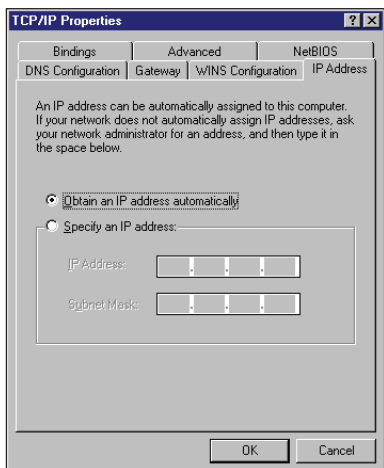 TCP/IP Properties
Bindings Advanced NetBIOS
DNS Configuration Gateway WINS Configuration IP Address
An IP address can be automatically assigned to this computer.
If your network does not automatically assign IP addresses, ask
your network administrator for an address, and then type it in
the space below.
Obtain an IP address automatically
Specify an IP address:
IP Address:
Subnet Mask:
OK Cancel